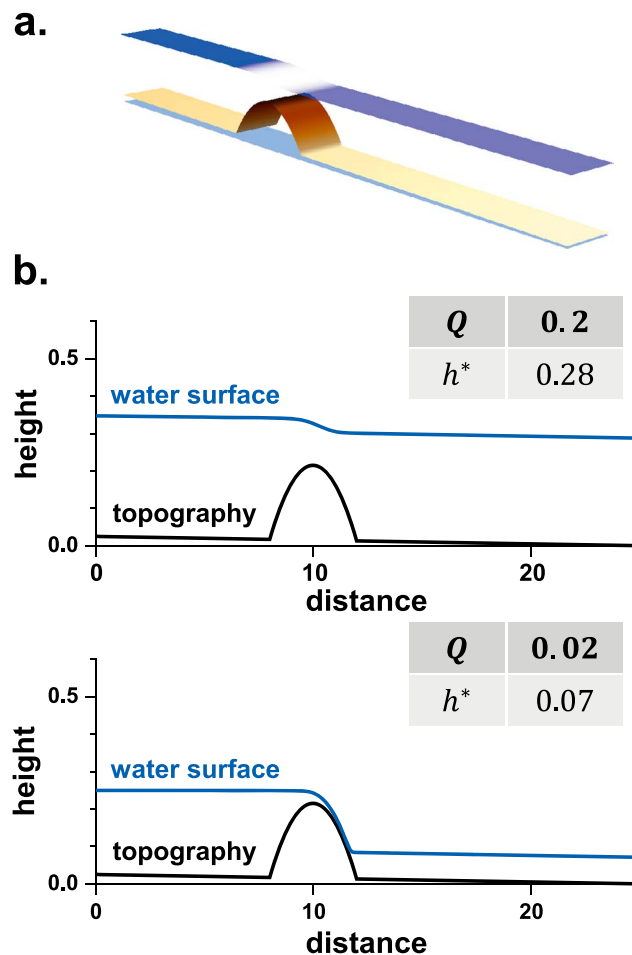 a.
b.
Q 0.2
h* 0.28
0.5
water surface
height
topography
0.0
0 10 20
distance
Q 0.02
h* 0.07
0.5
water surface
height
topography
0.0
0 10 20
distance